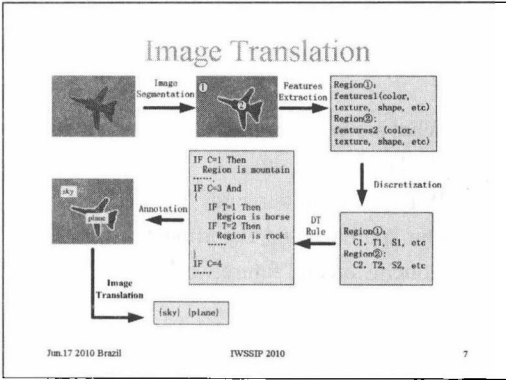 Image Translation
Image
Segmentation
①
②
Features
Extraction
Region①:
features1(color,
texture, shape, etc)
Region②:
features2 (color,
texture, shape, etc)
Discretization
Region①:
C1, T1, S1, etc
Region②:
C2, T2, S2, etc
DT
Rule
IF C=1 Then
Region is mountain
......
IF C=3 And
{
IF T=1 Then
Region is horse
IF T=2 Then
Region is rock
......
}
IF C=4
......
Annotation
sky
plane
Image
Translation
{sky} {plane}
Jun.17 2010 Brazil
IWSSIP 2010
7